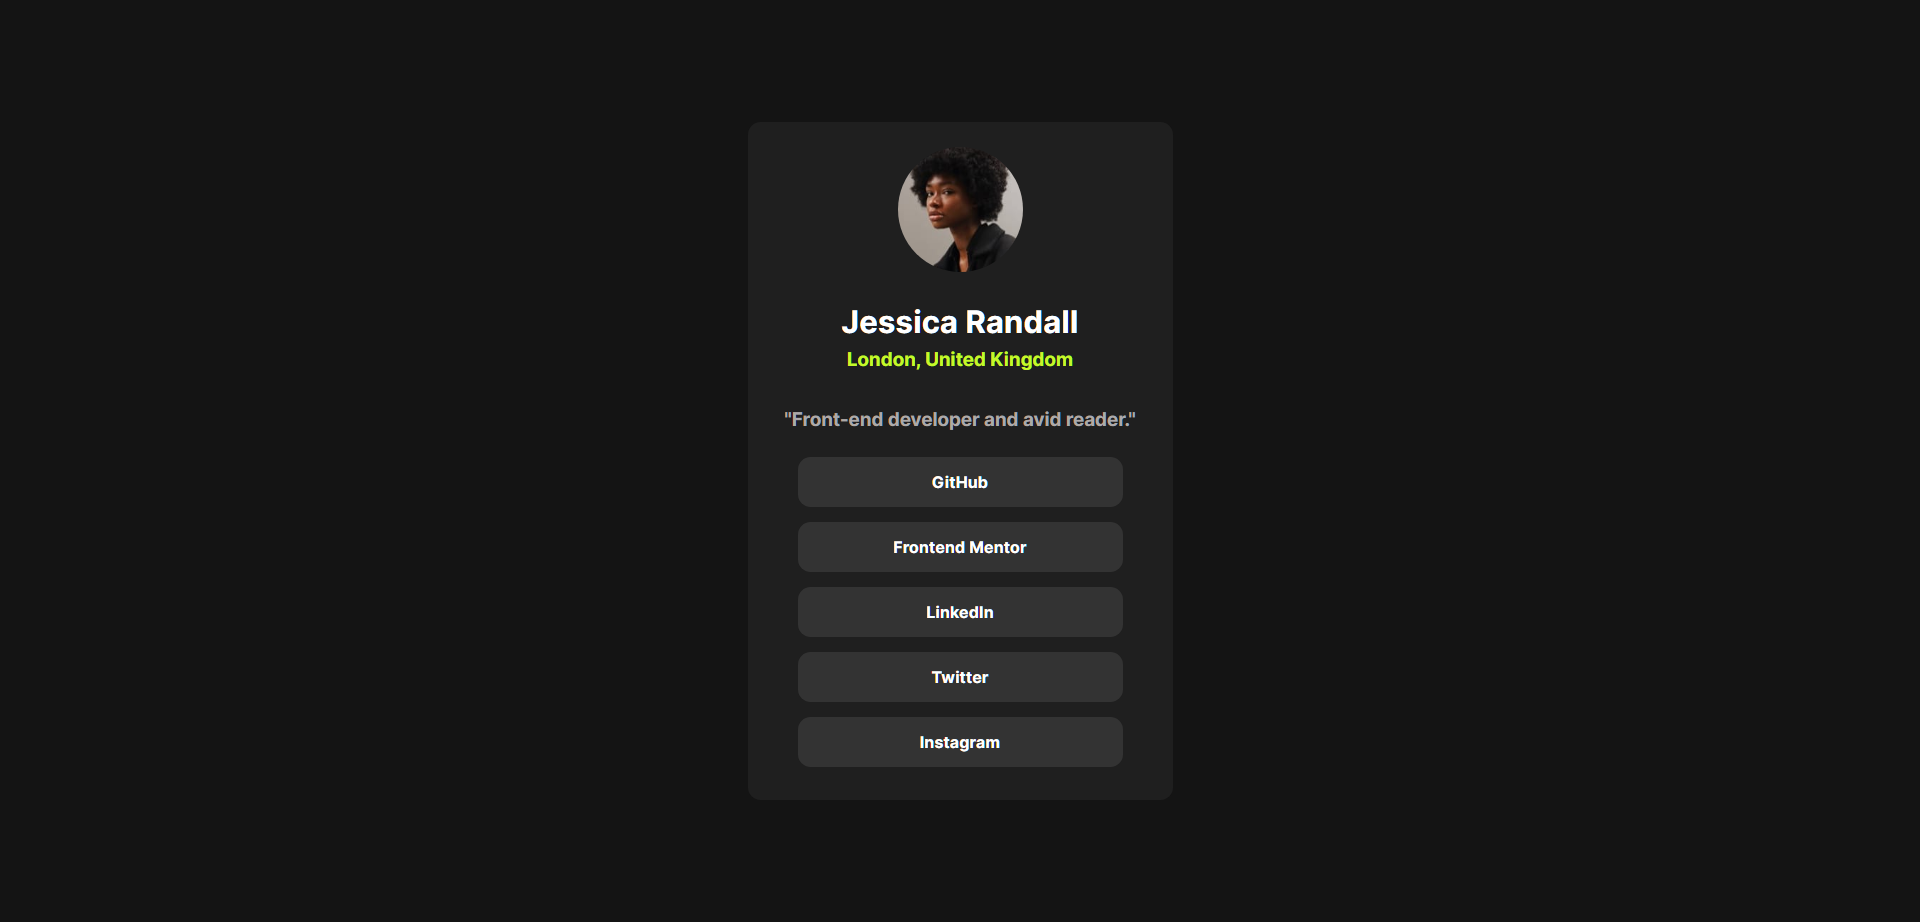 Jessica Randall
London, United Kingdom
"Front-end developer and avid reader."
GitHub
Frontend Mentor
LinkedIn
Twitter
Instagram